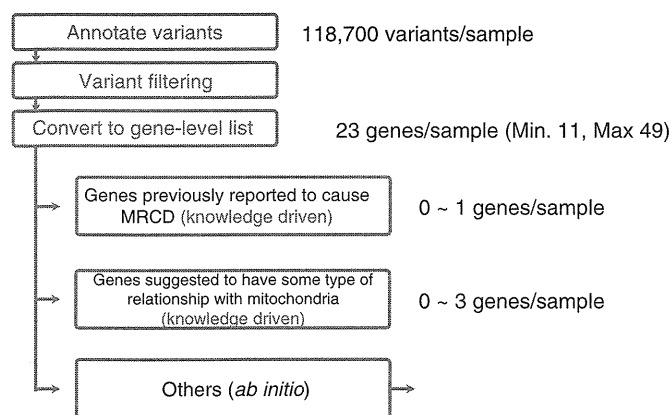 Annotate variants
118,700 variants/sample
Variant filtering
Convert to gene-level list
23 genes/sample (Min. 11, Max 49)
Genes previously reported to cause
MRCD (knowledge driven)
0 ~ 1 genes/sample
Genes suggested to have some type of
relationship with mitochondria
(knowledge driven)
0 ~ 3 genes/sample
Others (ab initio)